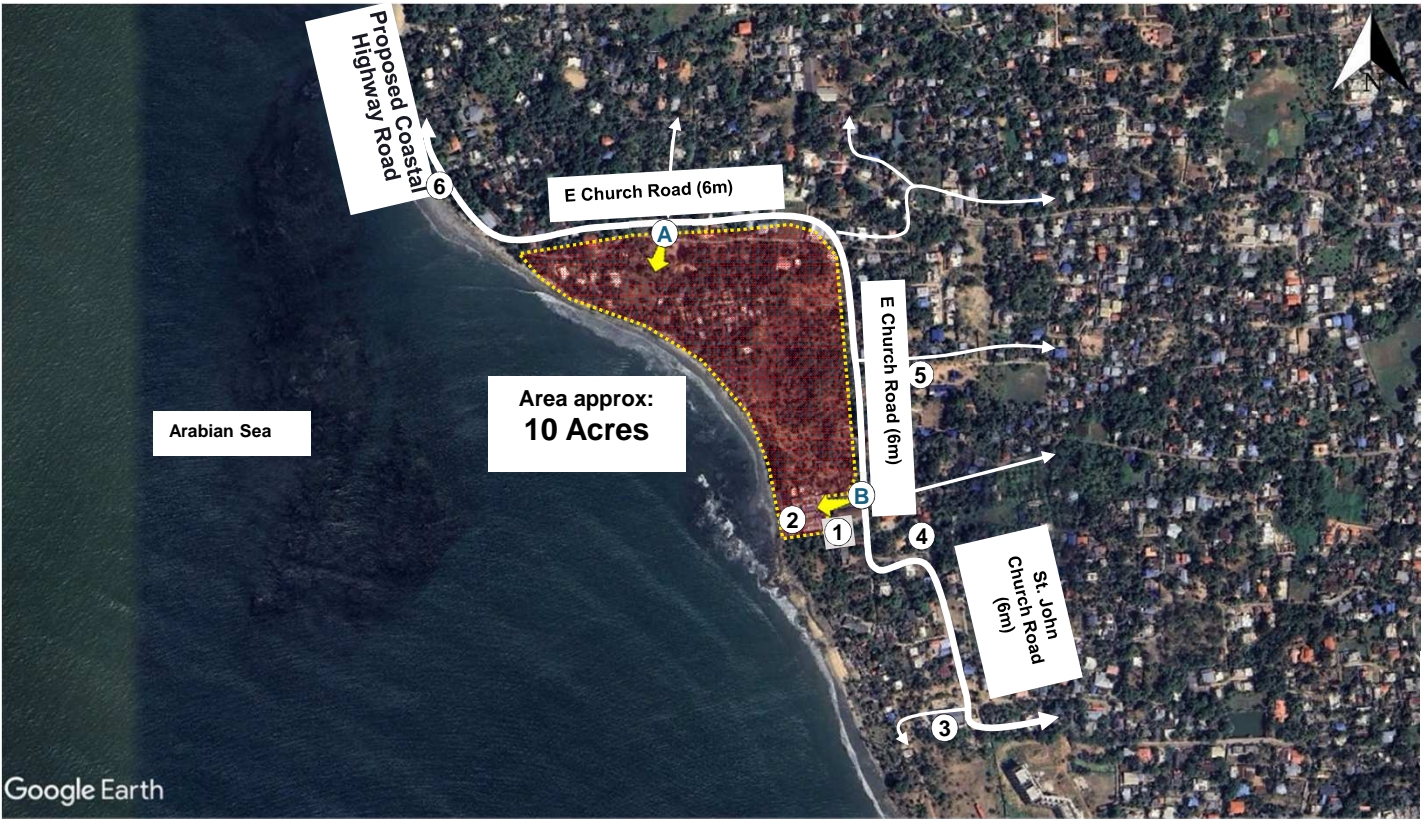 Proposed Coastal
Highway Road
N
6
E Church Road (6m)
A
E Church Road (6m)
5
Area approx:
10 Acres
Arabian Sea
B
2
1
4
St. John
Church Road
(6m)
3
Google Earth